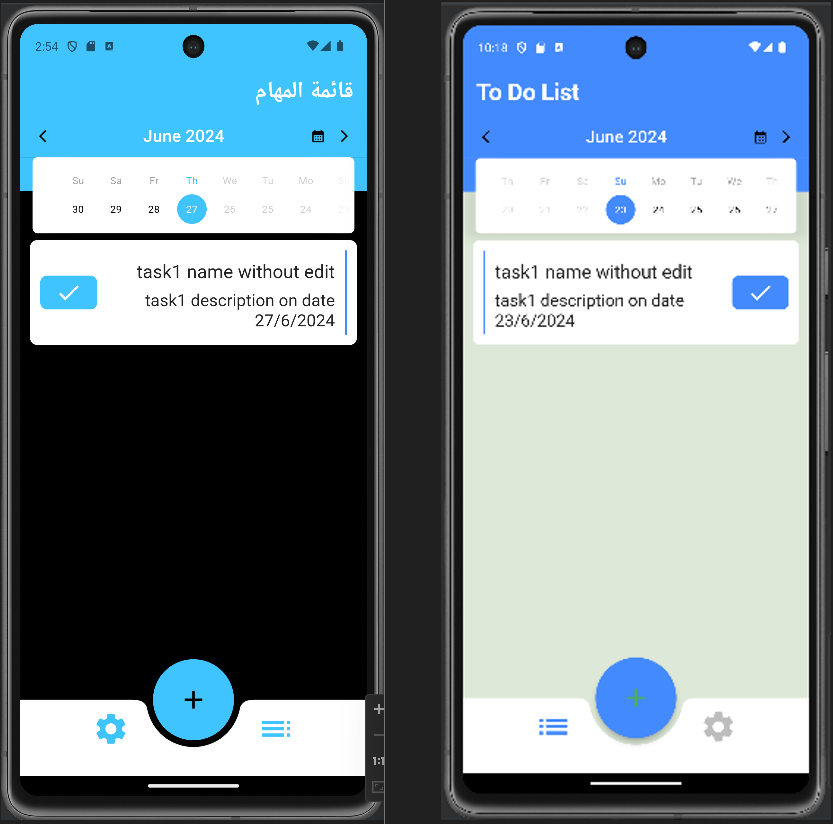 2:54
قائمة المهام
June 2024
Su Sa Fr Th We Tu Mo Su
30 29 28 27 26 25 24 23
task1 name without edit
task1 description on date
27/6/2024
+
1:1
10:18
To Do List
June 2024
Th Fr Sa Su Mo Tu We Th
20 21 22 23 24 25 26 27
task1 name without edit
task1 description on date
23/6/2024
+